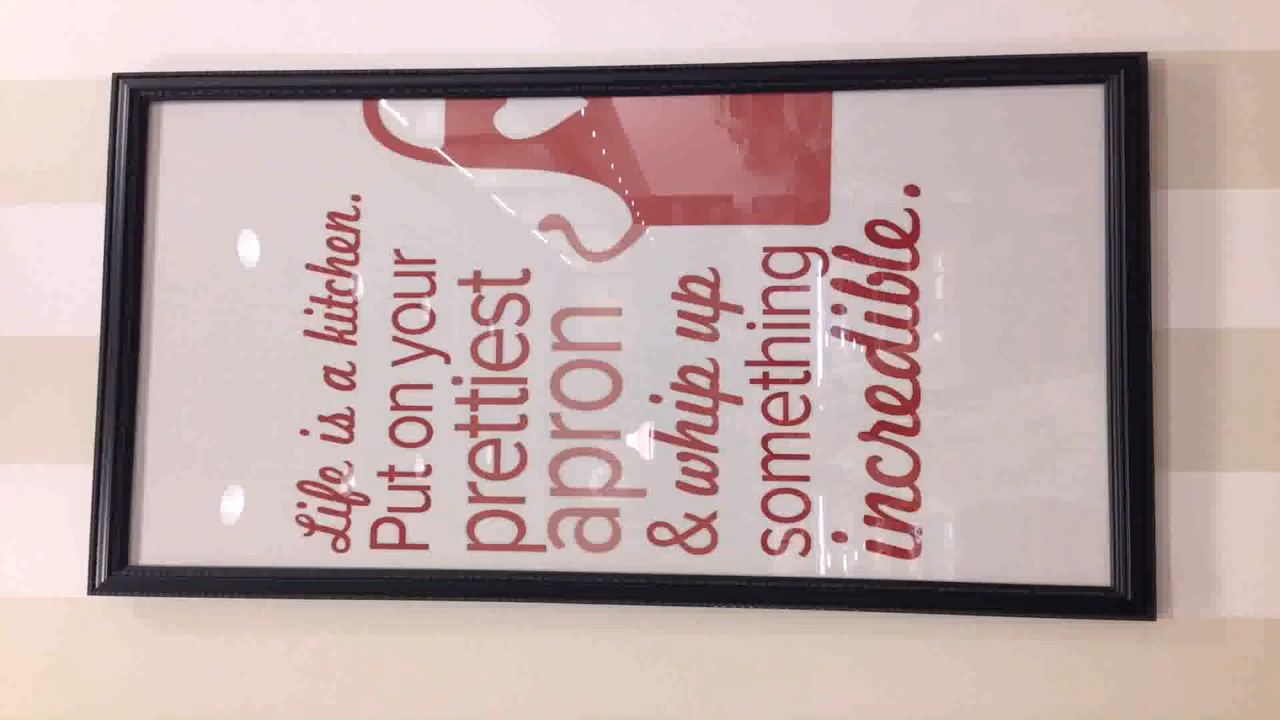 Life is a kitchen.
Put on your
prettiest
apron
& whip up
something
incredible.